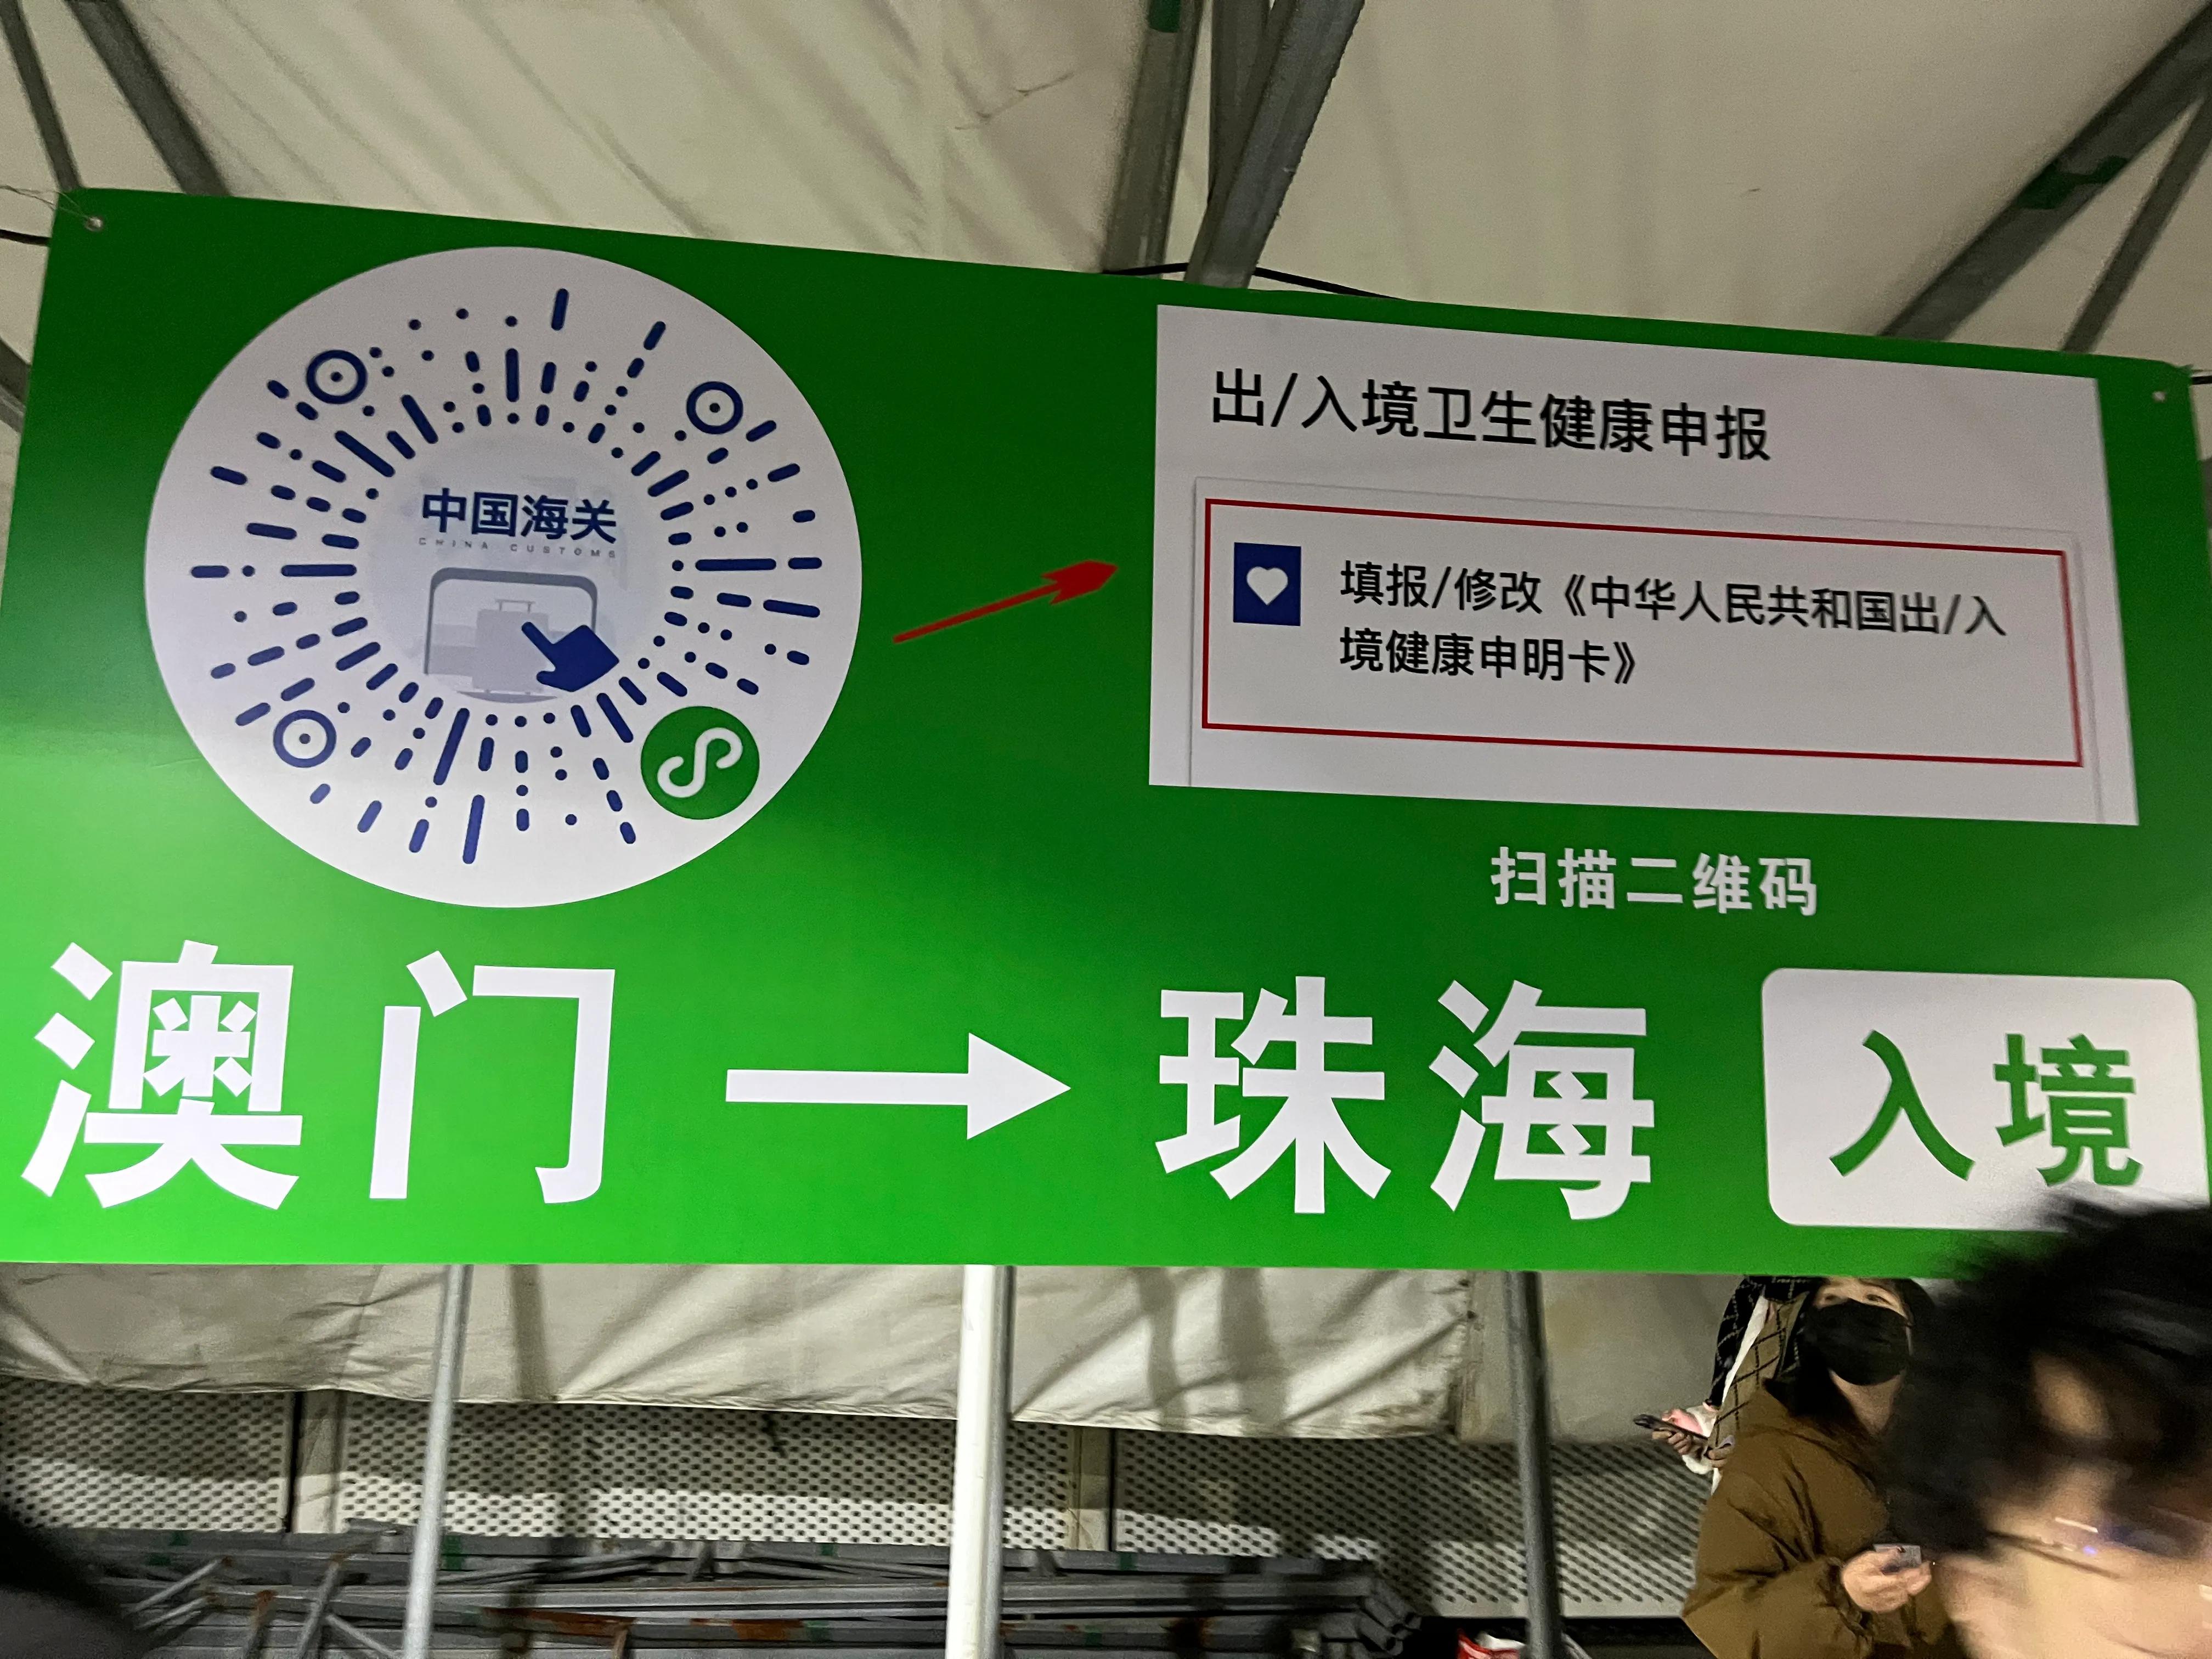 中国海关
CHINA CUSTOMS
出/入境卫生健康申报
填报/修改《中华人民共和国出/入
境健康申明卡》
扫描二维码
澳门 → 珠海 入境